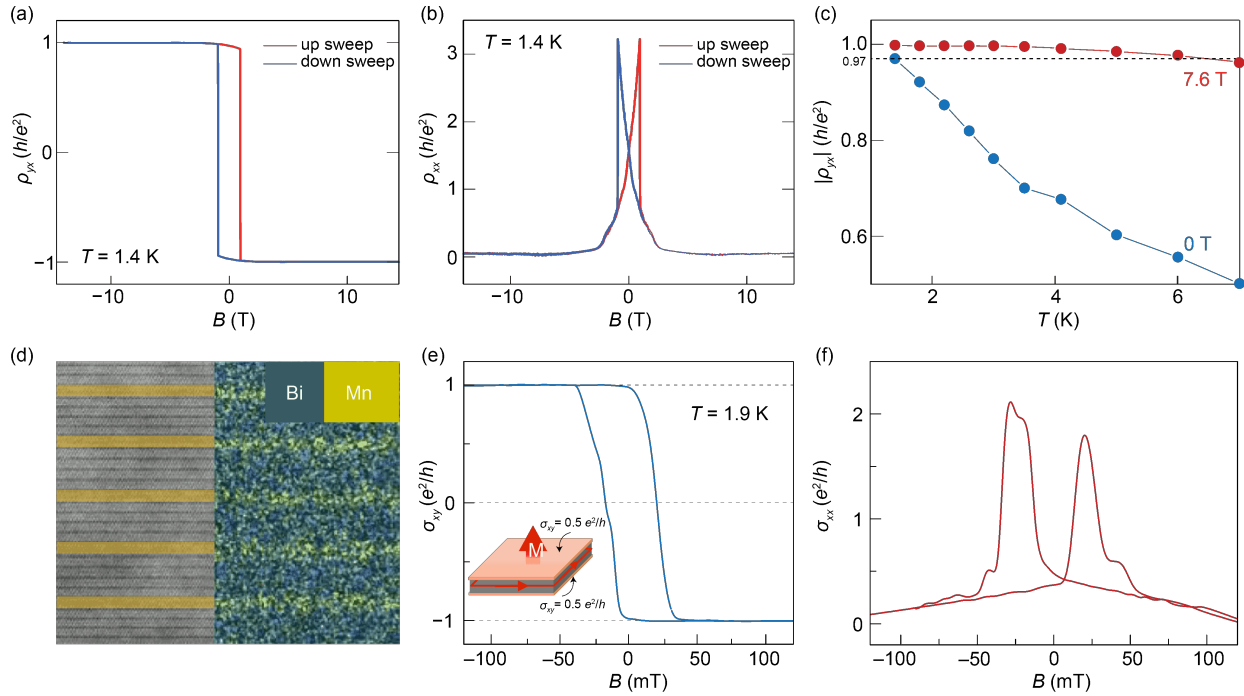 (a)
1
0
−1
ρyx (h/e²)
up sweep
down sweep
T = 1.4 K
−10
0
10
B (T)
(b)
3
2
1
0
ρxx (h/e²)
T = 1.4 K
up sweep
down sweep
−10
0
10
B (T)
(c)
1.0
0.97
0.8
0.6
|ρyx| (h/e²)
7.6 T
0 T
2
4
6
T (K)
(d)
Bi
Mn
(e)
1
0
−1
σxy (e²/h)
T = 1.9 K
σxy = 0.5 e²/h
M
σxy = 0.5 e²/h
−100
−50
0
50
100
B (mT)
(f)
2
1
0
σxx (e²/h)
−100
−50
0
50
100
B (mT)